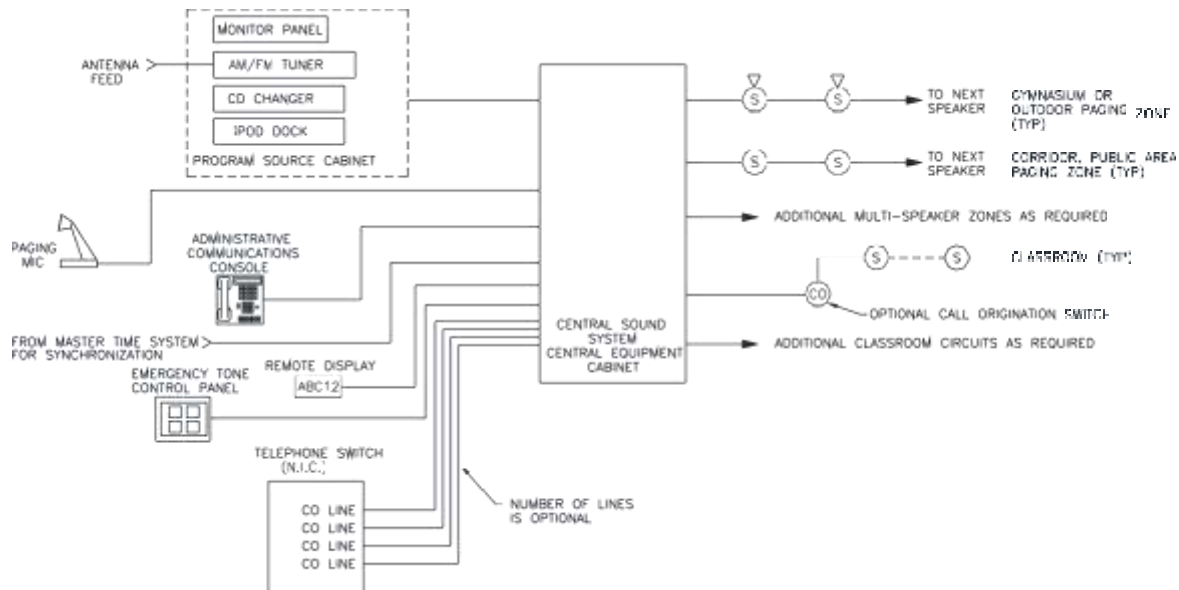 MONITOR PANEL
ANTENNA
FEED
AM/FM TUNER
CD CHANGER
IPOD DOCK
PROGRAM SOURCE CABINET
S
S
TO NEXT
SPEAKER
GYMNASIUM OR
OUTDOOR PAGING ZONE
(TYP)
S
S
TO NEXT
SPEAKER
CORRIDOR, PUBLIC AREA
PAGING ZONE (TYP)
ADDITIONAL MULTI-SPEAKER ZONES AS REQUIRED
PAGING
MIC
ADMINISTRATIVE
COMMUNICATIONS
CONSOLE
S
S
CLASSROOM (TYP)
CO
OPTIONAL CALL ORIGINATION SWITCH
CENTRAL SOUND
SYSTEM
CENTRAL EQUIPMENT
CABINET
ADDITIONAL CLASSROOM CIRCUITS AS REQUIRED
FROM MASTER TIME SYSTEM
FOR SYNCHRONIZATION
REMOTE DISPLAY
ABC12
EMERGENCY TONE
CONTROL PANEL
TELEPHONE SWITCH
(N.I.C.)
CO LINE
CO LINE
CO LINE
CO LINE
NUMBER OF LINES
IS OPTIONAL